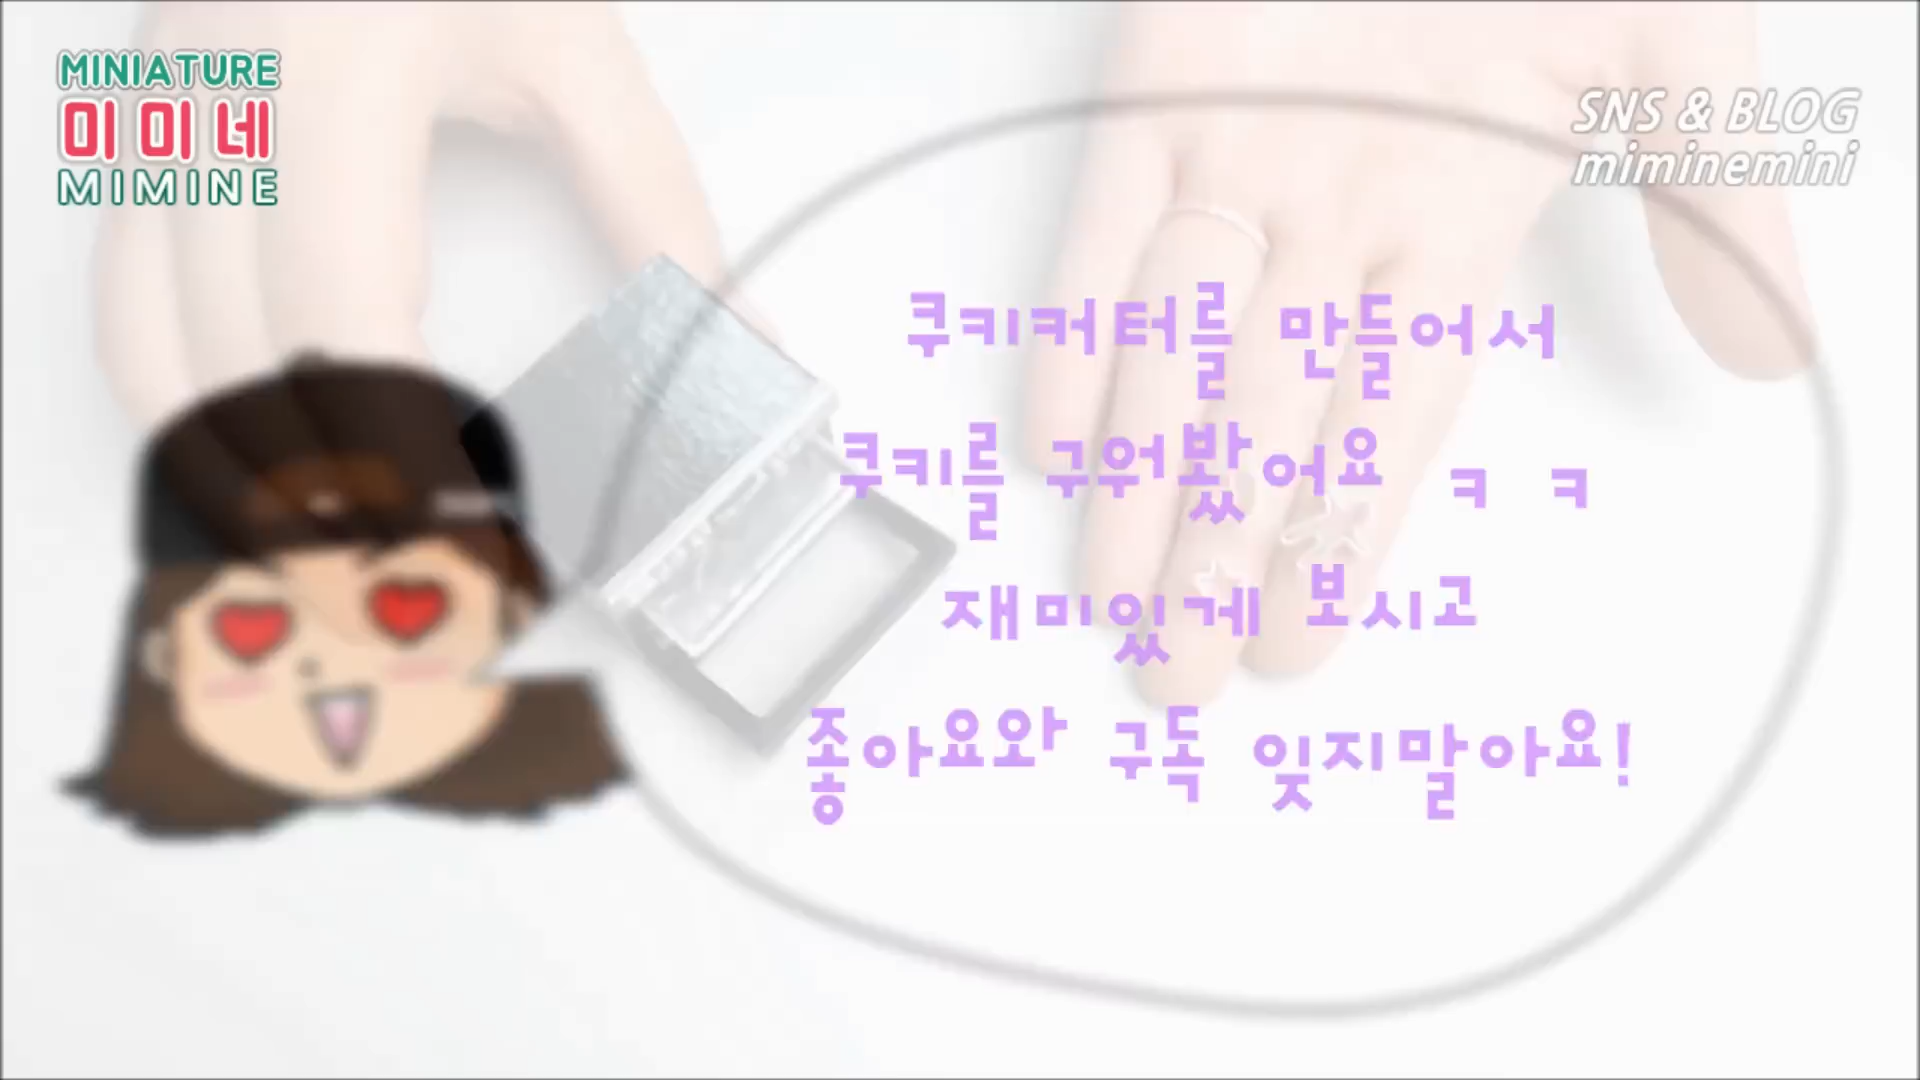 MINIATURE
미미네
MIMINE
SNS & BLOG
miminemini
쿠키커터를 만들어서
쿠키를 구워봤어요 ㅋ ㅋ
재미있게 보시고
좋아요와 구독 잊지말아요!